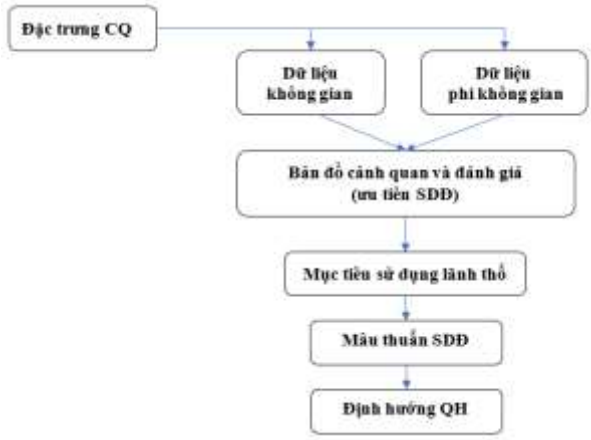 Đặc trưng CQ
Dữ liệu
không gian
Dữ liệu
phi không gian
Bản đồ cảnh quan và đánh giá
(ưu tiên SDĐ)
Mục tiêu sử dụng lãnh thổ
Mâu thuẫn SDĐ
Định hướng QH